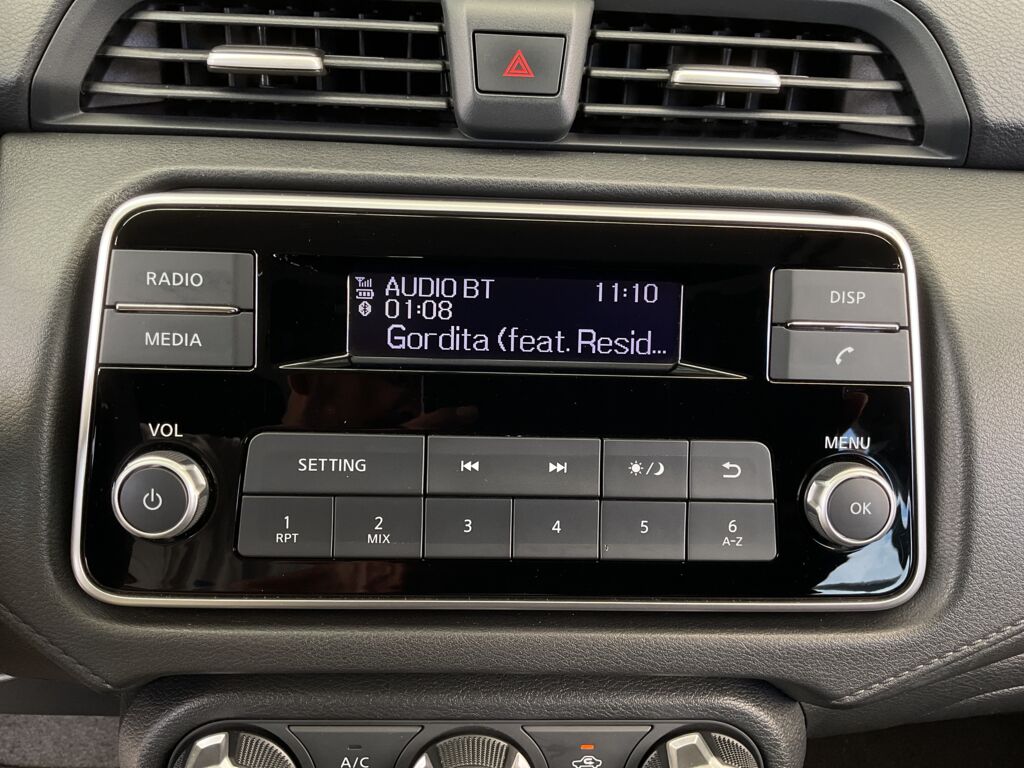 RADIO
MEDIA
AUDIO BT 11:10
01:08
Gordita (feat. Resid...
DISP
VOL
MENU
SETTING
OK
1 2 3 4 5 6
RPT MIX A-Z
A/C